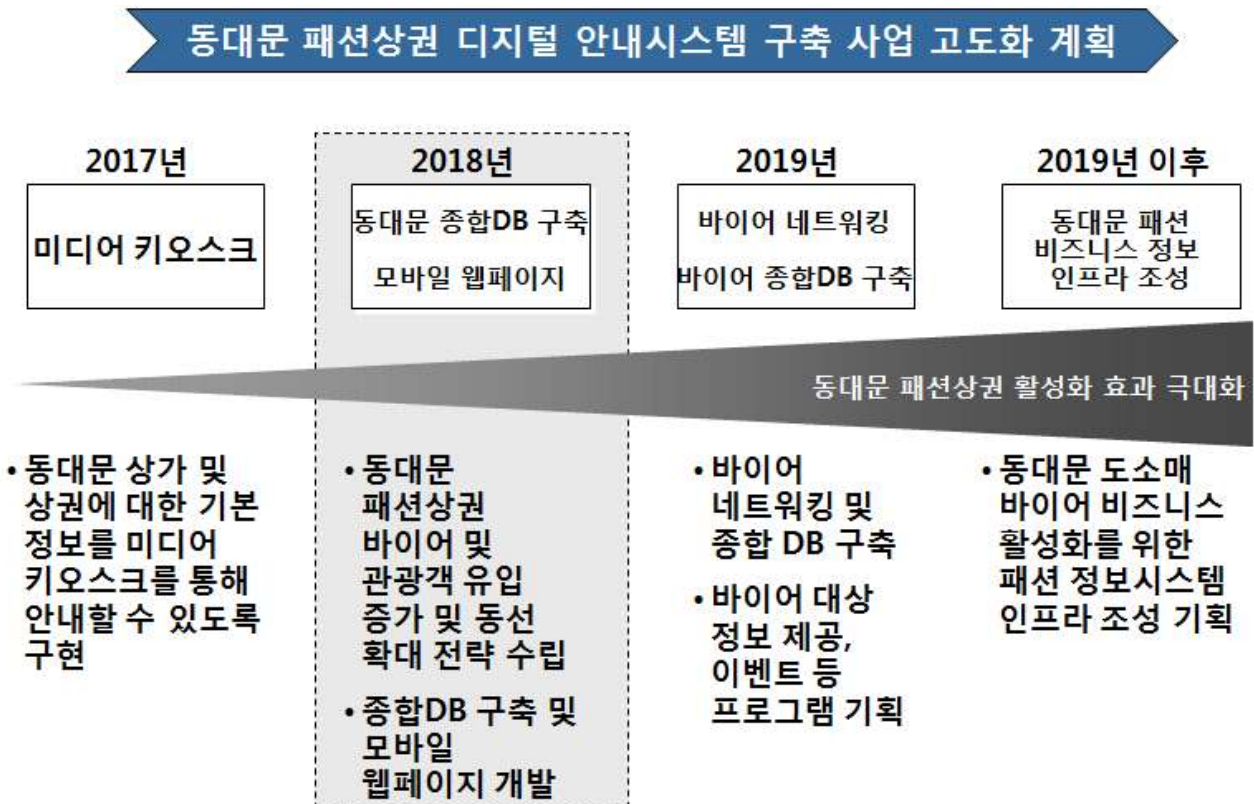 동대문 패션상권 디지털 안내시스템 구축 사업 고도화 계획
2017년
미디어 키오스크
2018년
동대문 종합DB 구축
모바일 웹페이지
2019년
바이어 네트워킹
바이어 종합DB 구축
2019년 이후
동대문 패션
비즈니스 정보
인프라 조성
동대문 패션상권 활성화 효과 극대화
• 동대문 상가 및
상권에 대한 기본
정보를 미디어
키오스크를 통해
안내할 수 있도록
구현
• 동대문
패션상권
바이어 및
관광객 유입
증가 및 동선
확대 전략 수립
• 종합DB 구축 및
모바일
웹페이지 개발
• 바이어
네트워킹 및
종합 DB 구축
• 바이어 대상
정보 제공,
이벤트 등
프로그램 기획
• 동대문 도소매
바이어 비즈니스
활성화를 위한
패션 정보시스템
인프라 조성 기획